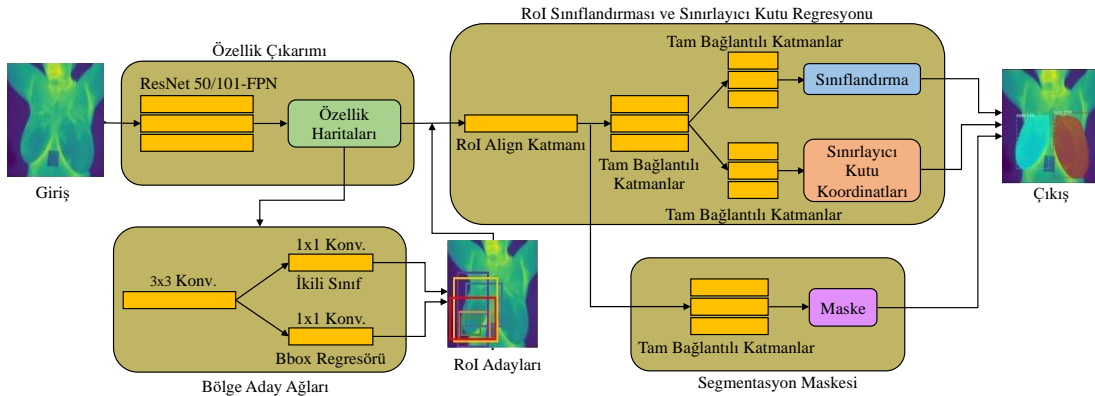 RoI Sınıflandırması ve Sınırlayıcı Kutu Regresyonu
Özellik Çıkarımı
ResNet 50/101-FPN
Özellik
Haritaları
Giriş
RoI Align Katmanı
Tam Bağlantılı
Katmanlar
Tam Bağlantılı Katmanlar
Sınıflandırma
Sınırlayıcı
Kutu
Koordinatları
Tam Bağlantılı Katmanlar
Çıkış
3x3 Konv.
1x1 Konv.
İkili Sınıf
1x1 Konv.
Bbox Regresörü
Bölge Aday Ağları
RoI Adayları
Tam Bağlantılı Katmanlar
Maske
Segmentasyon Maskesi